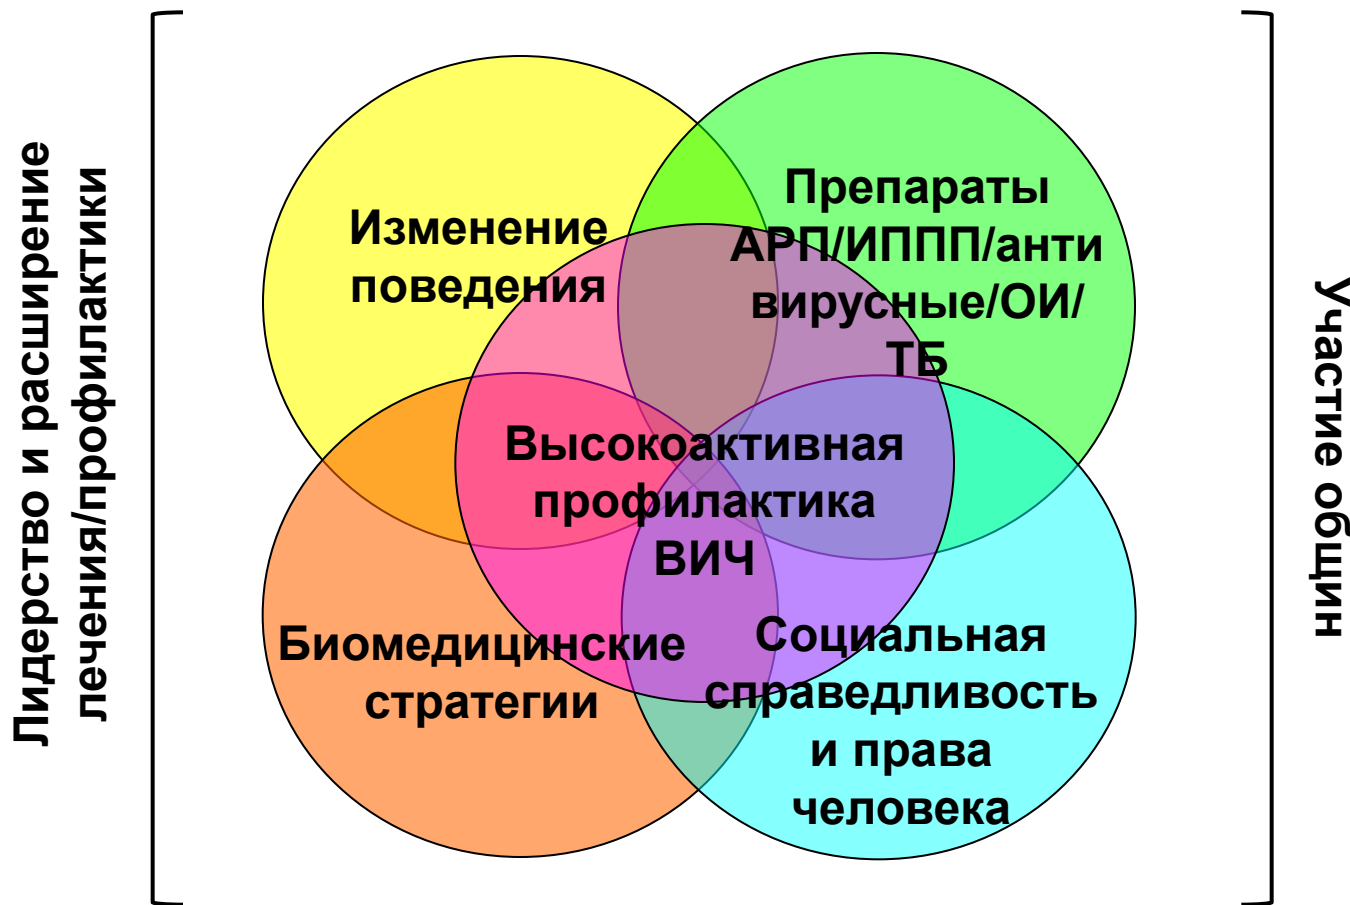 Лидерство и расширение
лечения/профилактики
Изменение
поведения
Препараты
АРП/ИППП/анти
вирусные/ОИ/
ТБ
Высокоактивная
профилактика
ВИЧ
Биомедицинские
стратегии
Социальная
справедливость
и права
человека
Участие общин